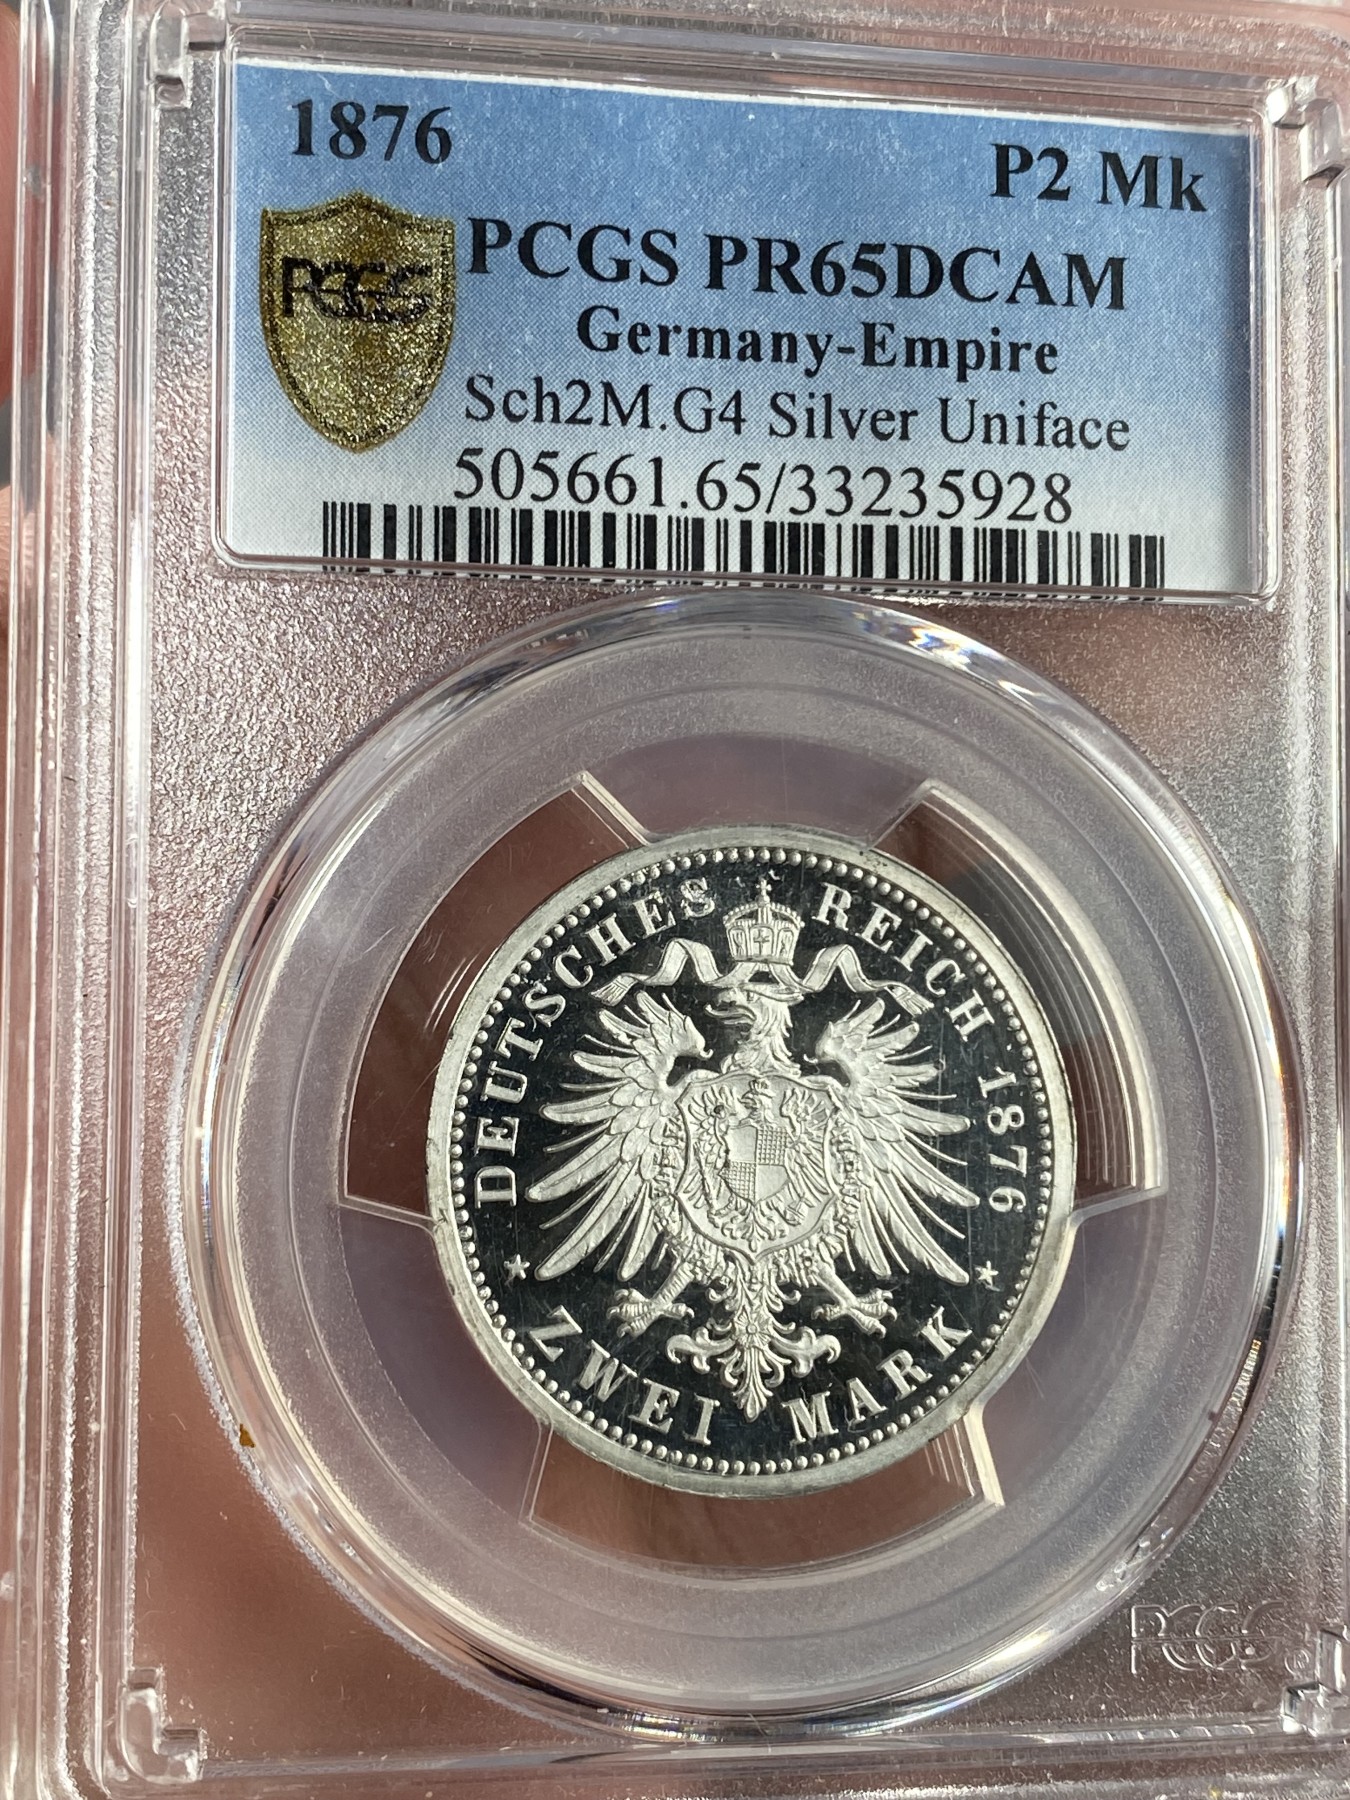 1876
P2 Mk
PCGS
PCGS PR65DCAM
Germany-Empire
Sch2M.G4 Silver Uniface
505661.65/33235928
DEUTSCHES REICH 1876
★ ZWEI MARK ★
PCGS